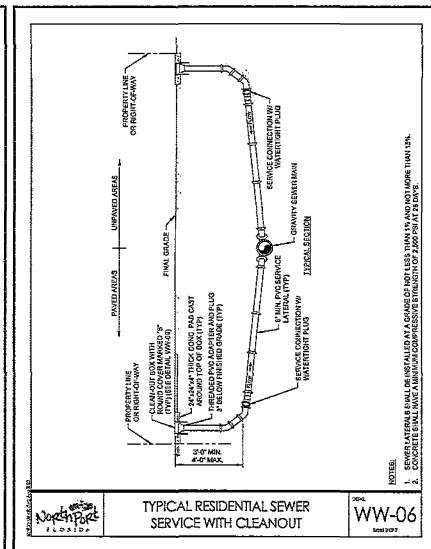 PROPERTY LINE
OR RIGHT-OF-WAY
UNPAVED AREAS
PAVED AREAS
FINAL GRADE
PROPERTY LINE
OR RIGHT-OF-WAY
CLEAN-OUT BOX WITH
ROUND COVER MARKED "S"
(TYP) (SEE DETAIL WW-05)
24"x24"x4" THICK CONC. PAD CAST
AROUND TOP OF BOX (TYP)
THREADED PVC ADAPTER AND PLUG
3" BELOW FINISHED GRADE (TYP)
3'-0" MIN.
4'-0" MAX.
SERVICE CONNECTION W/
WATERTIGHT PLUG
GRAVITY SEWER MAIN
TYPICAL SECTION
6" MIN. PVC SERVICE
LATERAL (TYP)
SERVICE CONNECTION W/
WATERTIGHT PLUG
NOTES:
1. SEWER LATERALS SHALL BE INSTALLED AT A GRADE OF NOT LESS THAN 1% AND NOT MORE THAN 13%.
2. CONCRETE SHALL HAVE A MINIMUM COMPRESSIVE STRENGTH OF 2,500 PSI AT 28 DAYS.
North Port
FLORIDA
TYPICAL RESIDENTIAL SEWER
SERVICE WITH CLEANOUT
WW-06